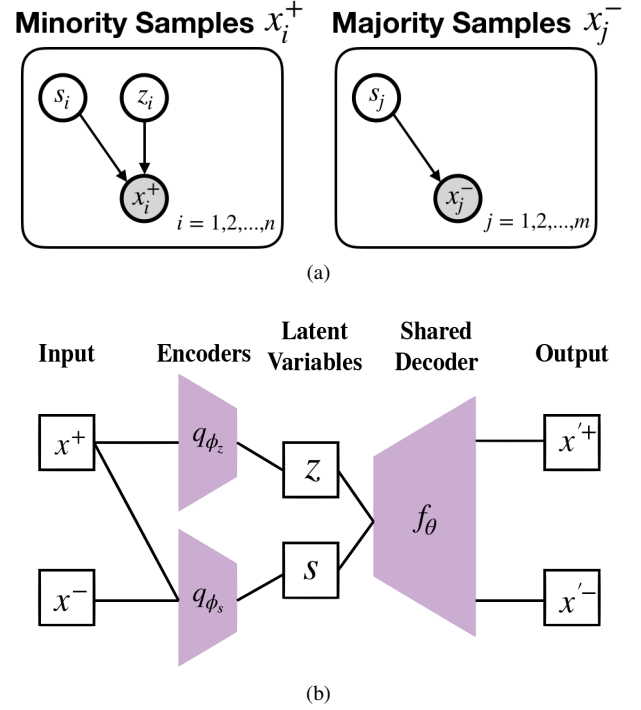 Minority Samples x_i^+ Majority Samples x_j^-
s_i z_i s_j
x_i^+ x_j^-
i = 1,2,...,n j = 1,2,...,m
(a)
Input Encoders Latent Variables Shared Decoder Output
x^+ q_{ϕ_z} z x'^+
f_θ
x^- q_{ϕ_s} s x'^-
(b)